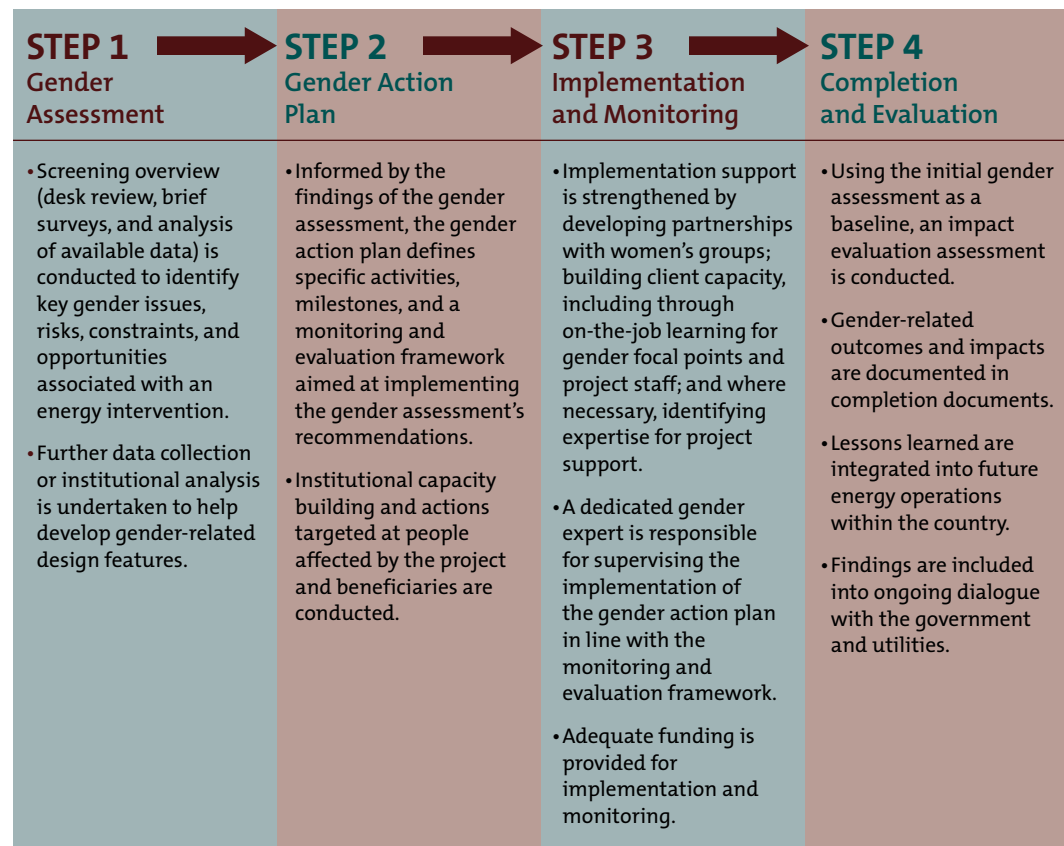 STEP 1
Gender
Assessment
•Screening overview
(desk review, brief
surveys, and analysis
of available data) is
conducted to identify
key gender issues,
risks, constraints, and
opportunities
associated with an
energy intervention.
•Further data collection
or institutional analysis
is undertaken to help
develop gender-related
design features.
STEP 2
Gender Action
Plan
•Informed by the
findings of the gender
assessment, the gender
action plan defines
specific activities,
milestones, and a
monitoring and
evaluation framework
aimed at implementing
the gender assessment’s
recommendations.
•Institutional capacity
building and actions
targeted at people
affected by the project
and beneficiaries are
conducted.
STEP 3
Implementation
and Monitoring
•Implementation support
is strengthened by
developing partnerships
with women’s groups;
building client capacity,
including through
on-the-job learning for
gender focal points and
project staff; and where
necessary, identifying
expertise for project
support.
•A dedicated gender
expert is responsible
for supervising the
implementation of
the gender action plan
in line with the
monitoring and
evaluation framework.
•Adequate funding is
provided for
implementation and
monitoring.
STEP 4
Completion
and Evaluation
•Using the initial gender
assessment as a
baseline, an impact
evaluation assessment
is conducted.
•Gender-related
outcomes and impacts
are documented in
completion documents.
•Lessons learned are
integrated into future
energy operations
within the country.
•Findings are included
into ongoing dialogue
with the government
and utilities.